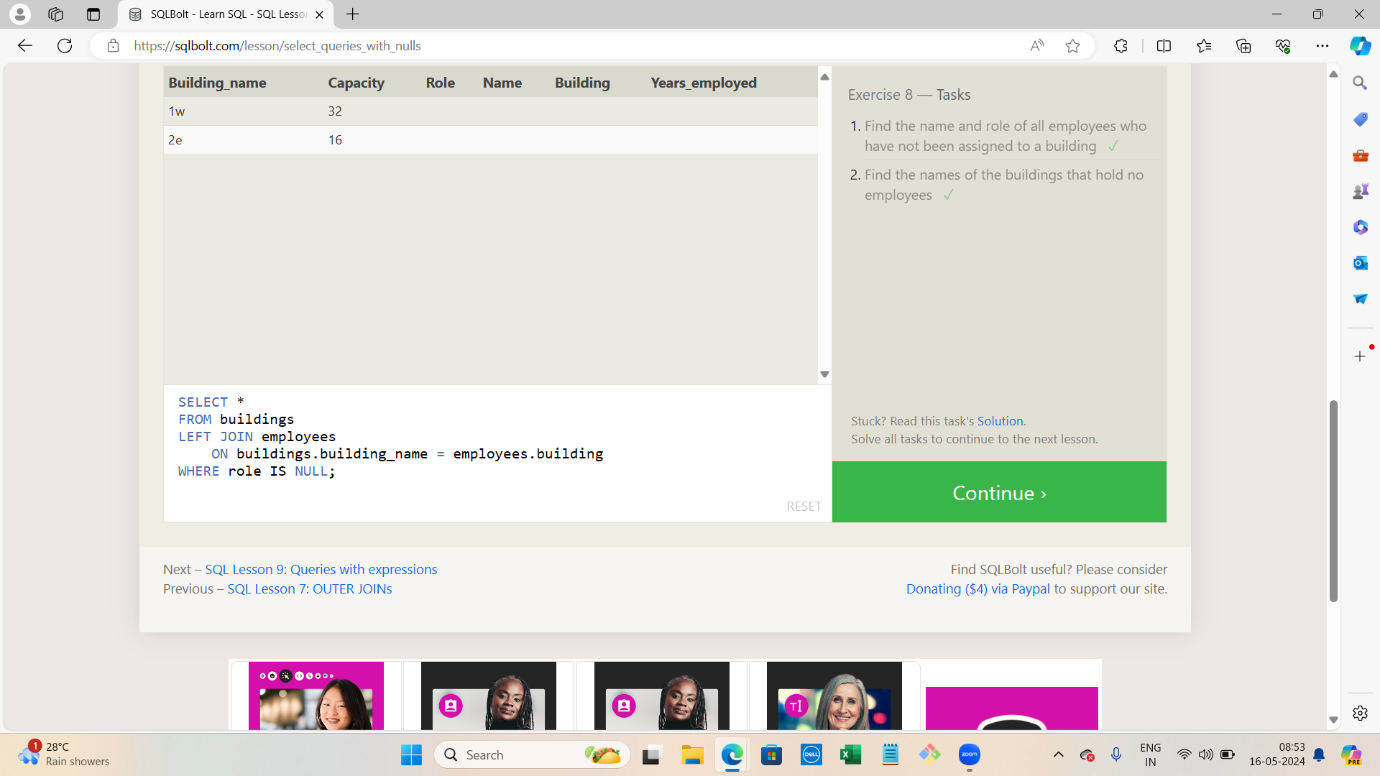 SQLBolt - Learn SQL - SQL Lesso
https://sqlbolt.com/lesson/select_queries_with_nulls
Building_name Capacity Role Name Building Years_employed
1w 32
2e 16
Exercise 8 — Tasks
1. Find the name and role of all employees who
have not been assigned to a building ✓
2. Find the names of the buildings that hold no
employees ✓
Stuck? Read this task's Solution.
Solve all tasks to continue to the next lesson.
SELECT *
FROM buildings
LEFT JOIN employees
ON buildings.building_name = employees.building
WHERE role IS NULL;
RESET
Continue ›
Next – SQL Lesson 9: Queries with expressions
Previous – SQL Lesson 7: OUTER JOINs
Find SQLBolt useful? Please consider
Donating ($4) via Paypal to support our site.
TI
1
28°C
Rain showers
Search
DELL
zoom
ENG
IN
08:53
16-05-2024
PRE